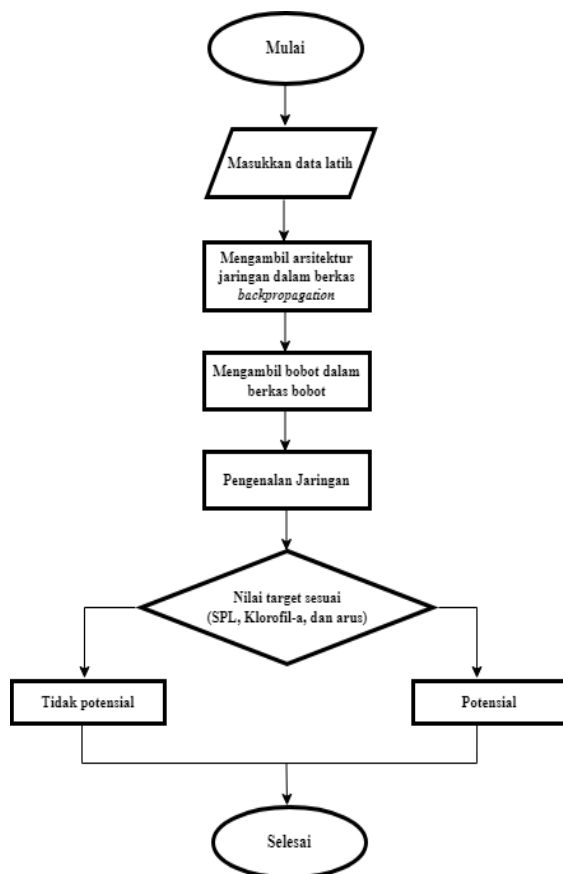 Mulai
Masukkan data latih
Mengambil arsitektur
jaringan dalam berkas
backpropagation
Mengambil bobot dalam
berkas bobot
Pengenalan Jaringan
Nilai target sesuai
(SPL, Klorofil-a, dan arus)
Tidak potensial
Potensial
Selesai